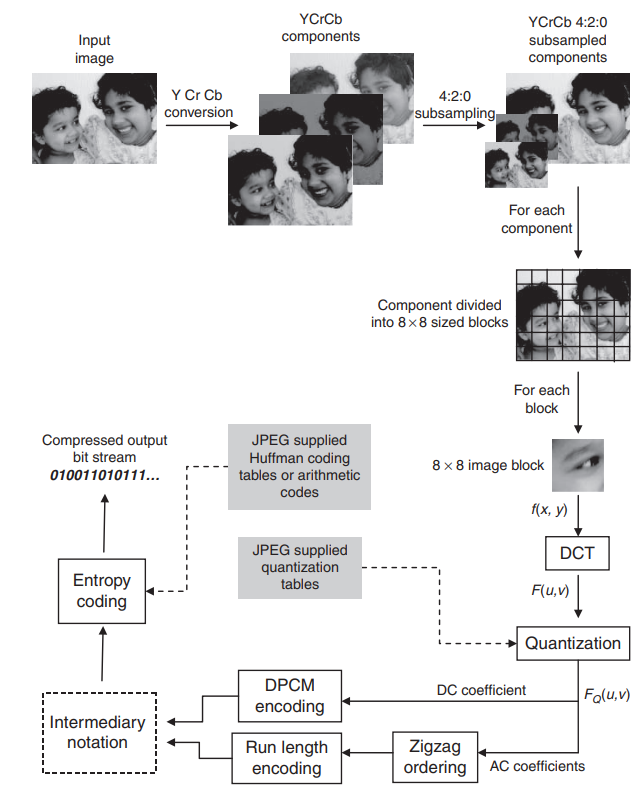 Input
image
Y Cr Cb
conversion
YCrCb
components
4:2:0
subsampling
YCrCb 4:2:0
subsampled
components
For each
component
Component divided
into 8 × 8 sized blocks
For each
block
8 × 8 image block
f(x, y)
DCT
F(u,v)
JPEG supplied
Huffman coding
tables or arithmetic
codes
JPEG supplied
quantization
tables
Compressed output
bit stream
010011010111...
Entropy
coding
Quantization
DPCM
encoding
DC coefficient
FQ(u,v)
Intermediary
notation
Run length
encoding
Zigzag
ordering
AC coefficients